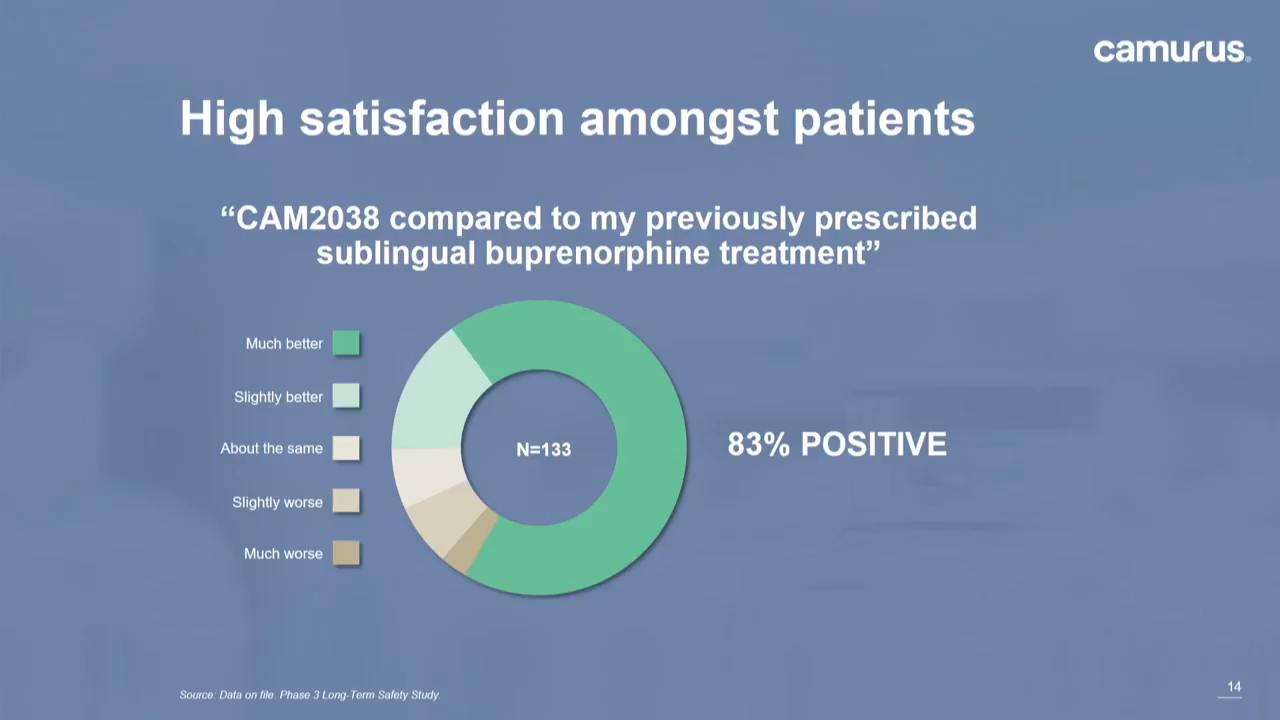 camurus®
High satisfaction amongst patients
“CAM2038 compared to my previously prescribed
sublingual buprenorphine treatment”
Much better
Slightly better
About the same
Slightly worse
Much worse
N=133
83% POSITIVE
Source: Data on file. Phase 3 Long-Term Safety Study.
14